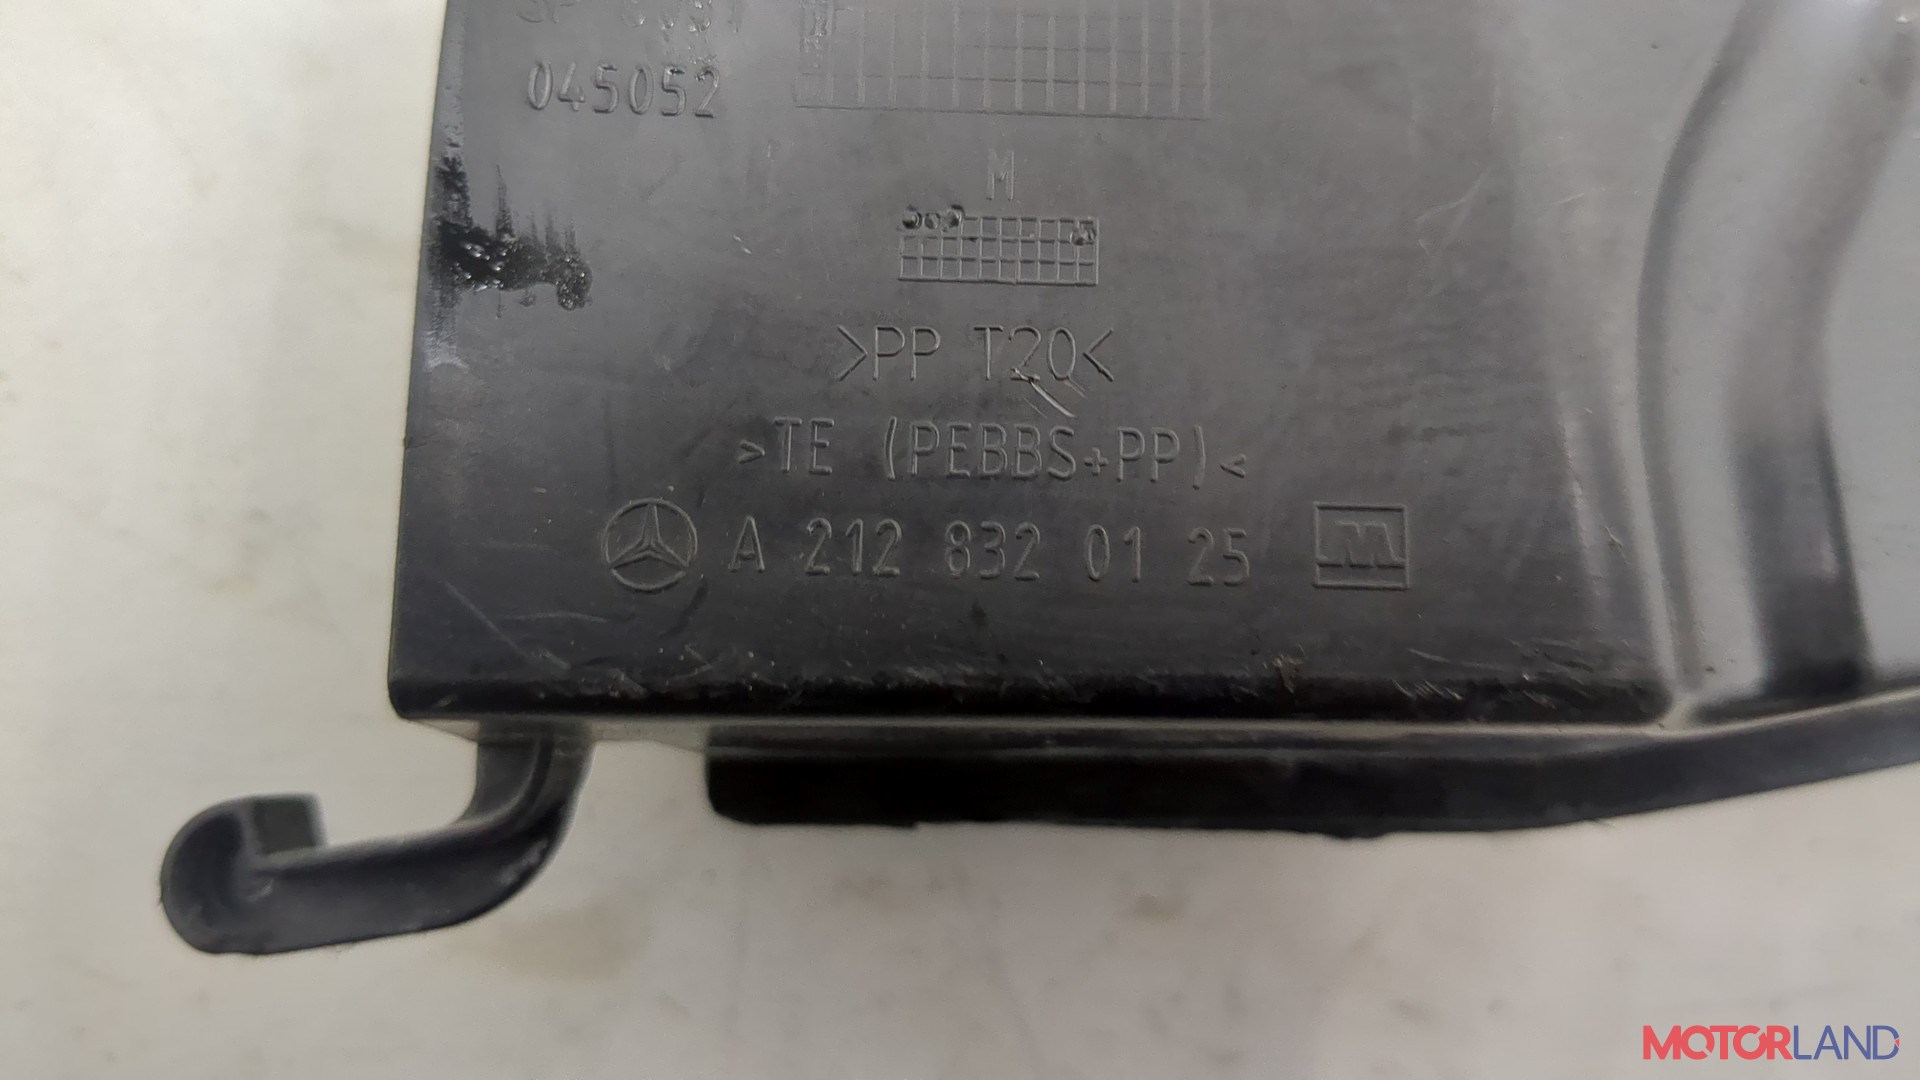 045052
M
>PP T20<
>TE (PEBBS+PP)<
A 212 832 01 25
MOTORLAND